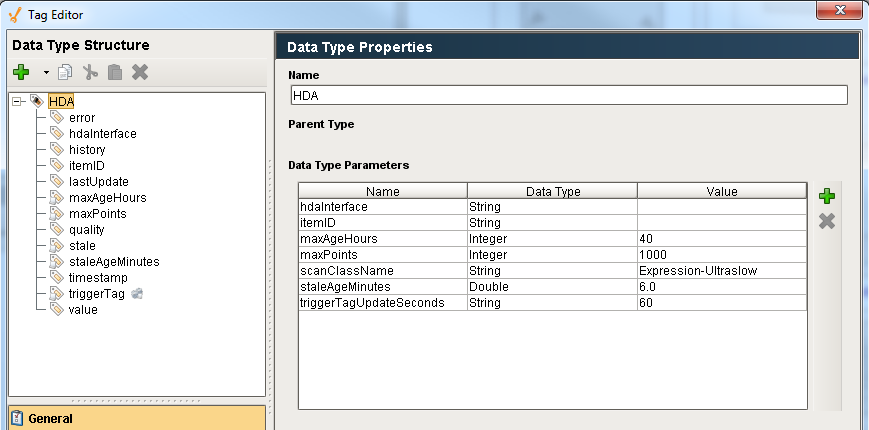 Tag Editor
Data Type Structure
HDA
error
hdaInterface
history
itemID
lastUpdate
maxAgeHours
maxPoints
quality
stale
staleAgeMinutes
timestamp
triggerTag
value
General
Data Type Properties
Name
HDA
Parent Type
Data Type Parameters
Name Data Type Value
hdaInterface String
itemID String
maxAgeHours Integer 40
maxPoints Integer 1000
scanClassName String Expression-Ultraslow
staleAgeMinutes Double 6.0
triggerTagUpdateSeconds String 60